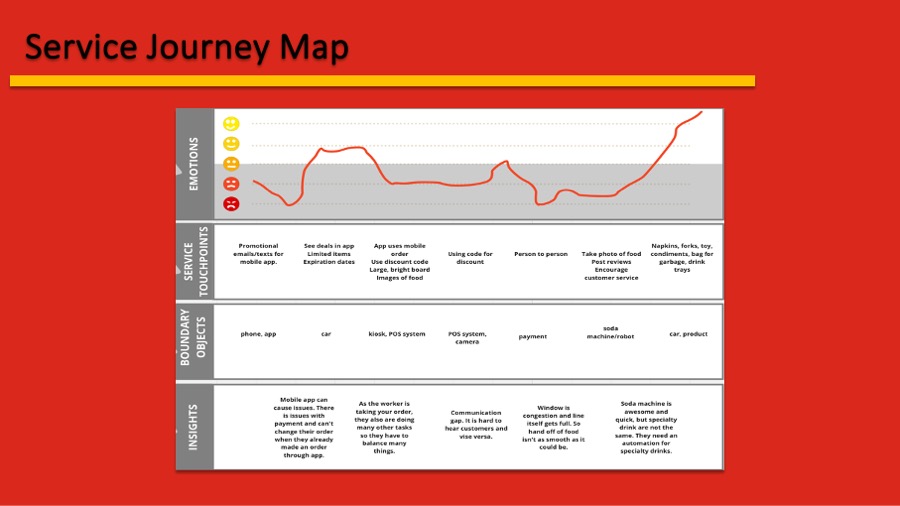 Service Journey Map
EMOTIONS
SERVICE
TOUCHPOINTS
Promotional
emails/texts for
mobile app.
See deals in app
Limited items
Expiration dates
App uses mobile
order
Use discount code
Large, bright board
Images of food
Using code for
discount
Person to person
Take photo of food
Post reviews
Encourage
customer service
Napkins, forks, toy,
condiments, bag for
garbage, drink
trays
BOUNDARY
OBJECTS
phone, app
car
kiosk, POS system
POS system,
camera
payment
soda
machine/robot
car, product
INSIGHTS
Mobile app can
cause issues. There
is issues with
payment and can't
change their order
when they already
made an order
through app.
As the worker is
taking your order,
they also are doing
many other tasks
so they have to
balance many
things.
Communication
gap. It is hard to
hear customers and
vise versa.
Window is
congestion and line
itself gets full. So
hand off of food
isn't as smooth as it
could be.
Soda machine is
awesome and
quick, but specialty
drink are not the
same. They need an
automation for
specialty drinks.